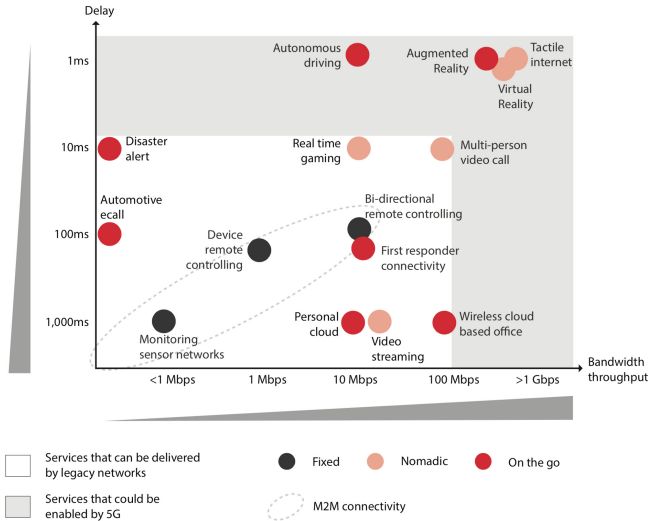 Delay
1ms
Autonomous
driving
Augmented
Reality
Tactile
internet
Virtual
Reality
10ms
Disaster
alert
Real time
gaming
Multi-person
video call
Automotive
ecall
100ms
Device
remote
controlling
Bi-directional
remote controlling
First responder
connectivity
1,000ms
Monitoring
sensor networks
Personal
cloud
Video
streaming
Wireless cloud
based office
Bandwidth
throughput
<1 Mbps
1 Mbps
10 Mbps
100 Mbps
>1 Gbps
Services that can be delivered
by legacy networks
Fixed
Nomadic
On the go
Services that could be
enabled by 5G
M2M connectivity